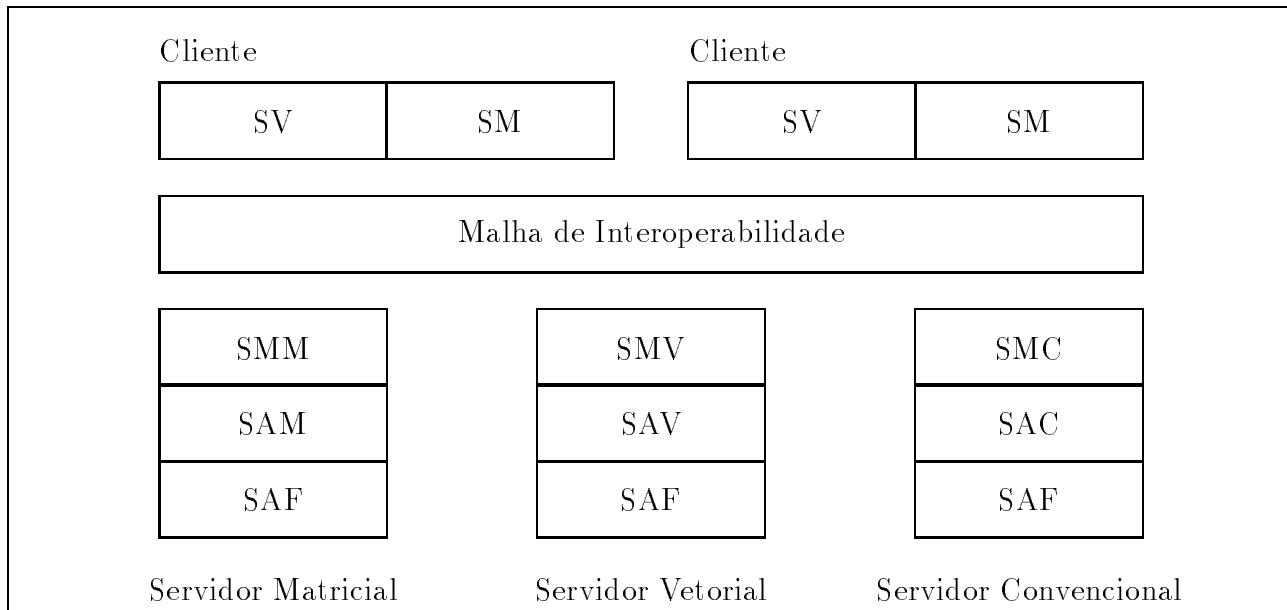 Cliente Cliente
SV SM SV SM
Malha de Interoperabilidade
SMM SMV SMC
SAM SAV SAC
SAF SAF SAF
Servidor Matricial Servidor Vetorial Servidor Convencional